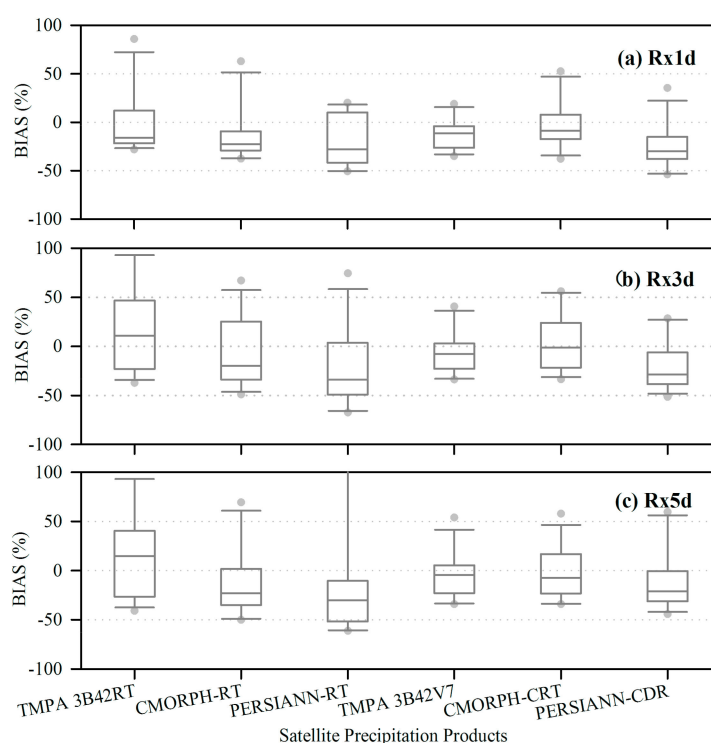 100
(a) Rx1d
50
0
-50
-100
BIAS (%)
100
(b) Rx3d
50
0
-50
-100
BIAS (%)
100
(c) Rx5d
50
0
-50
-100
BIAS (%)
TMPA 3B42RT
CMORPH-RT
PERSIANN-RT
TMPA 3B42V7
CMORPH-CRT
PERSIANN-CDR
Satellite Precipitation Products